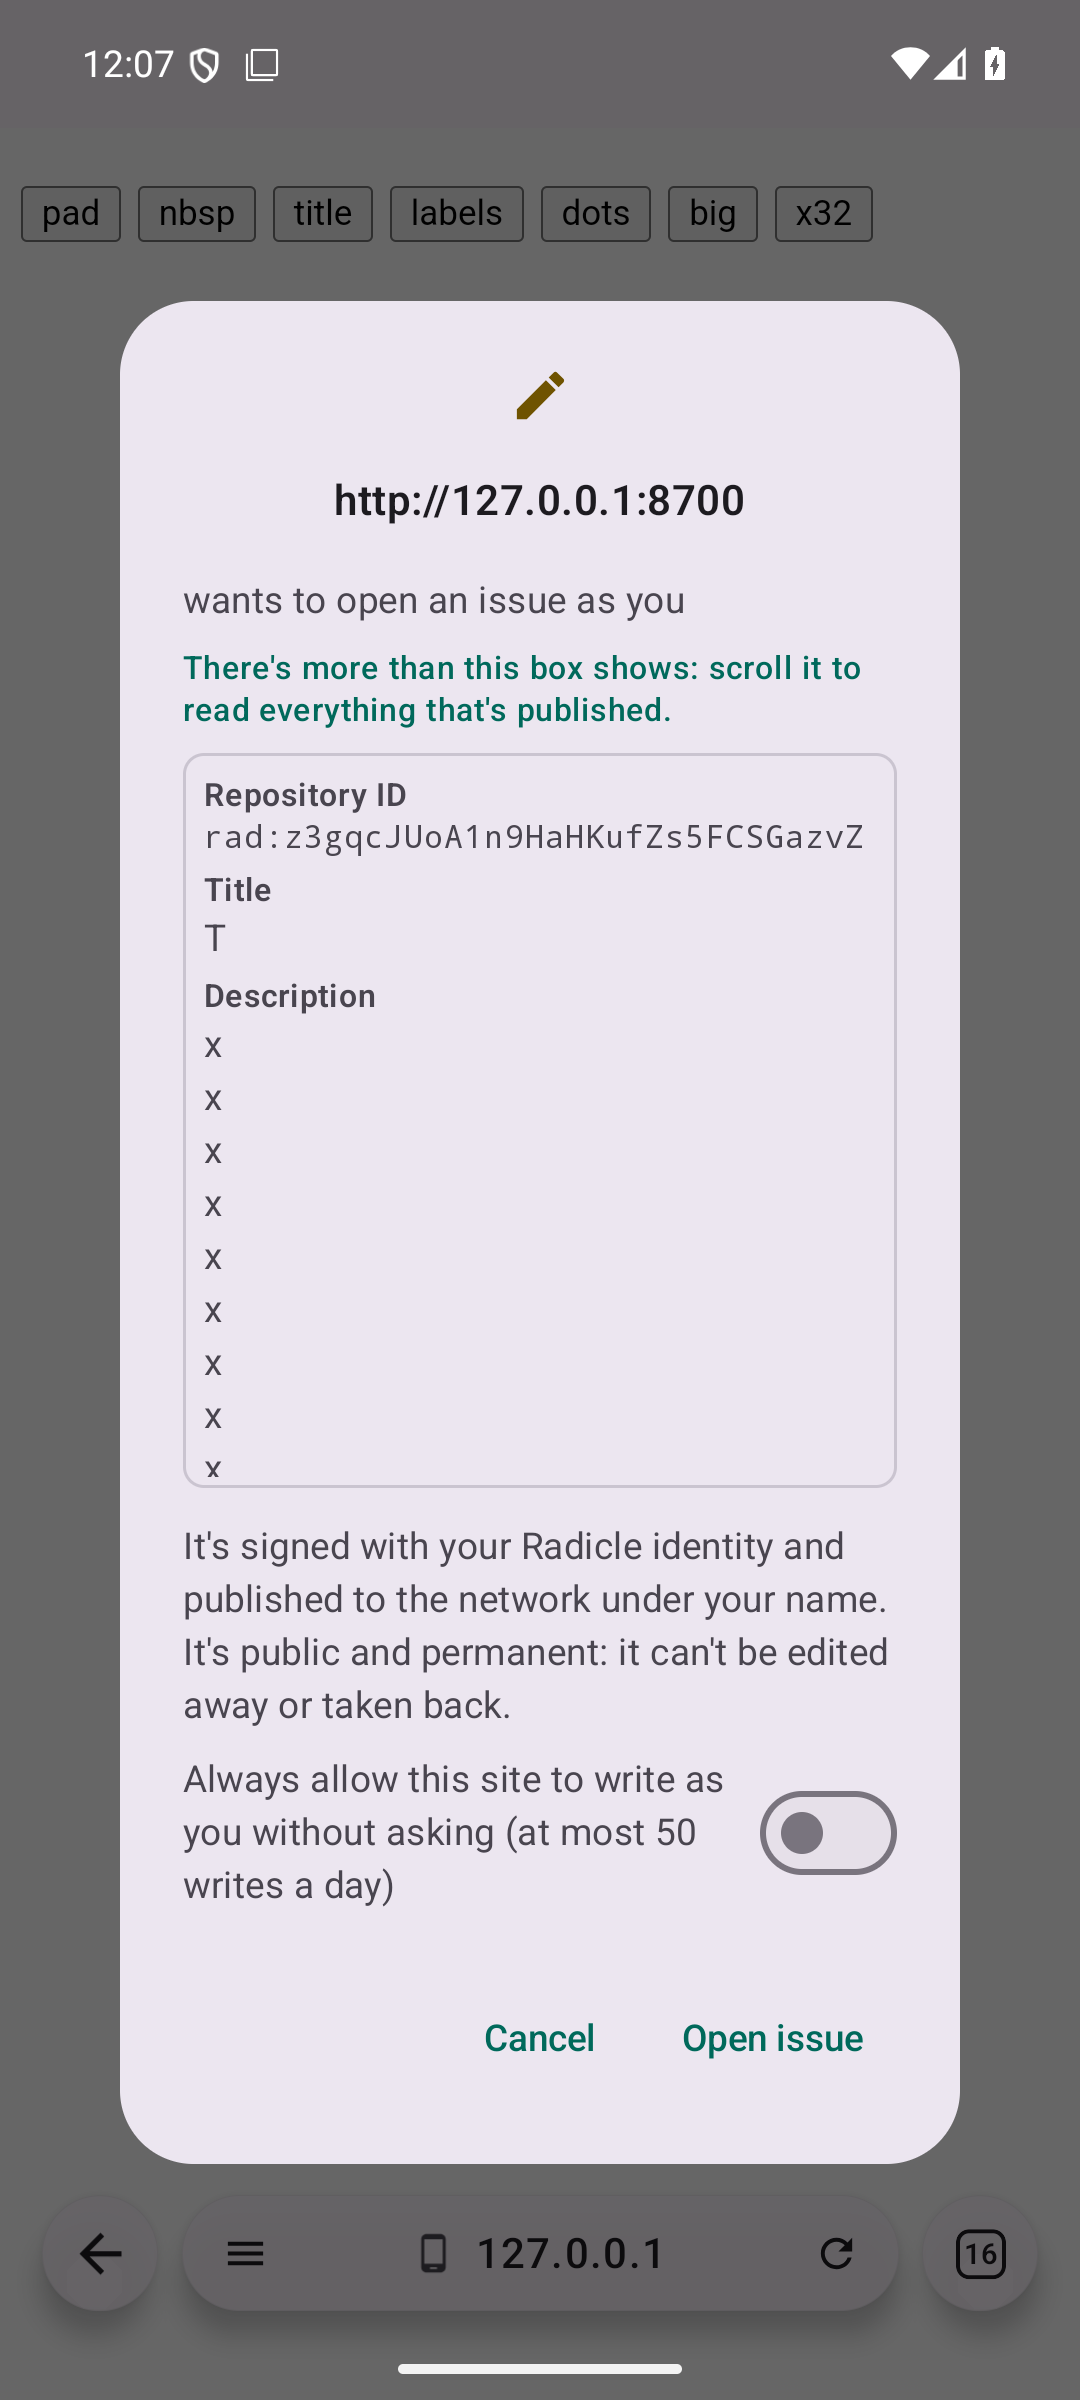 12:07
pad nbsp title labels dots big x32
http://127.0.0.1:8700
wants to open an issue as you
There's more than this box shows: scroll it to
read everything that's published.
Repository ID
rad:z3gqcJUoA1n9HaHKufZs5FCSGazvZ
Title
T
Description
x
x
x
x
x
x
x
x
x
It's signed with your Radicle identity and
published to the network under your name.
It's public and permanent: it can't be edited
away or taken back.
Always allow this site to write as
you without asking (at most 50
writes a day)
Cancel Open issue
127.0.0.1 16